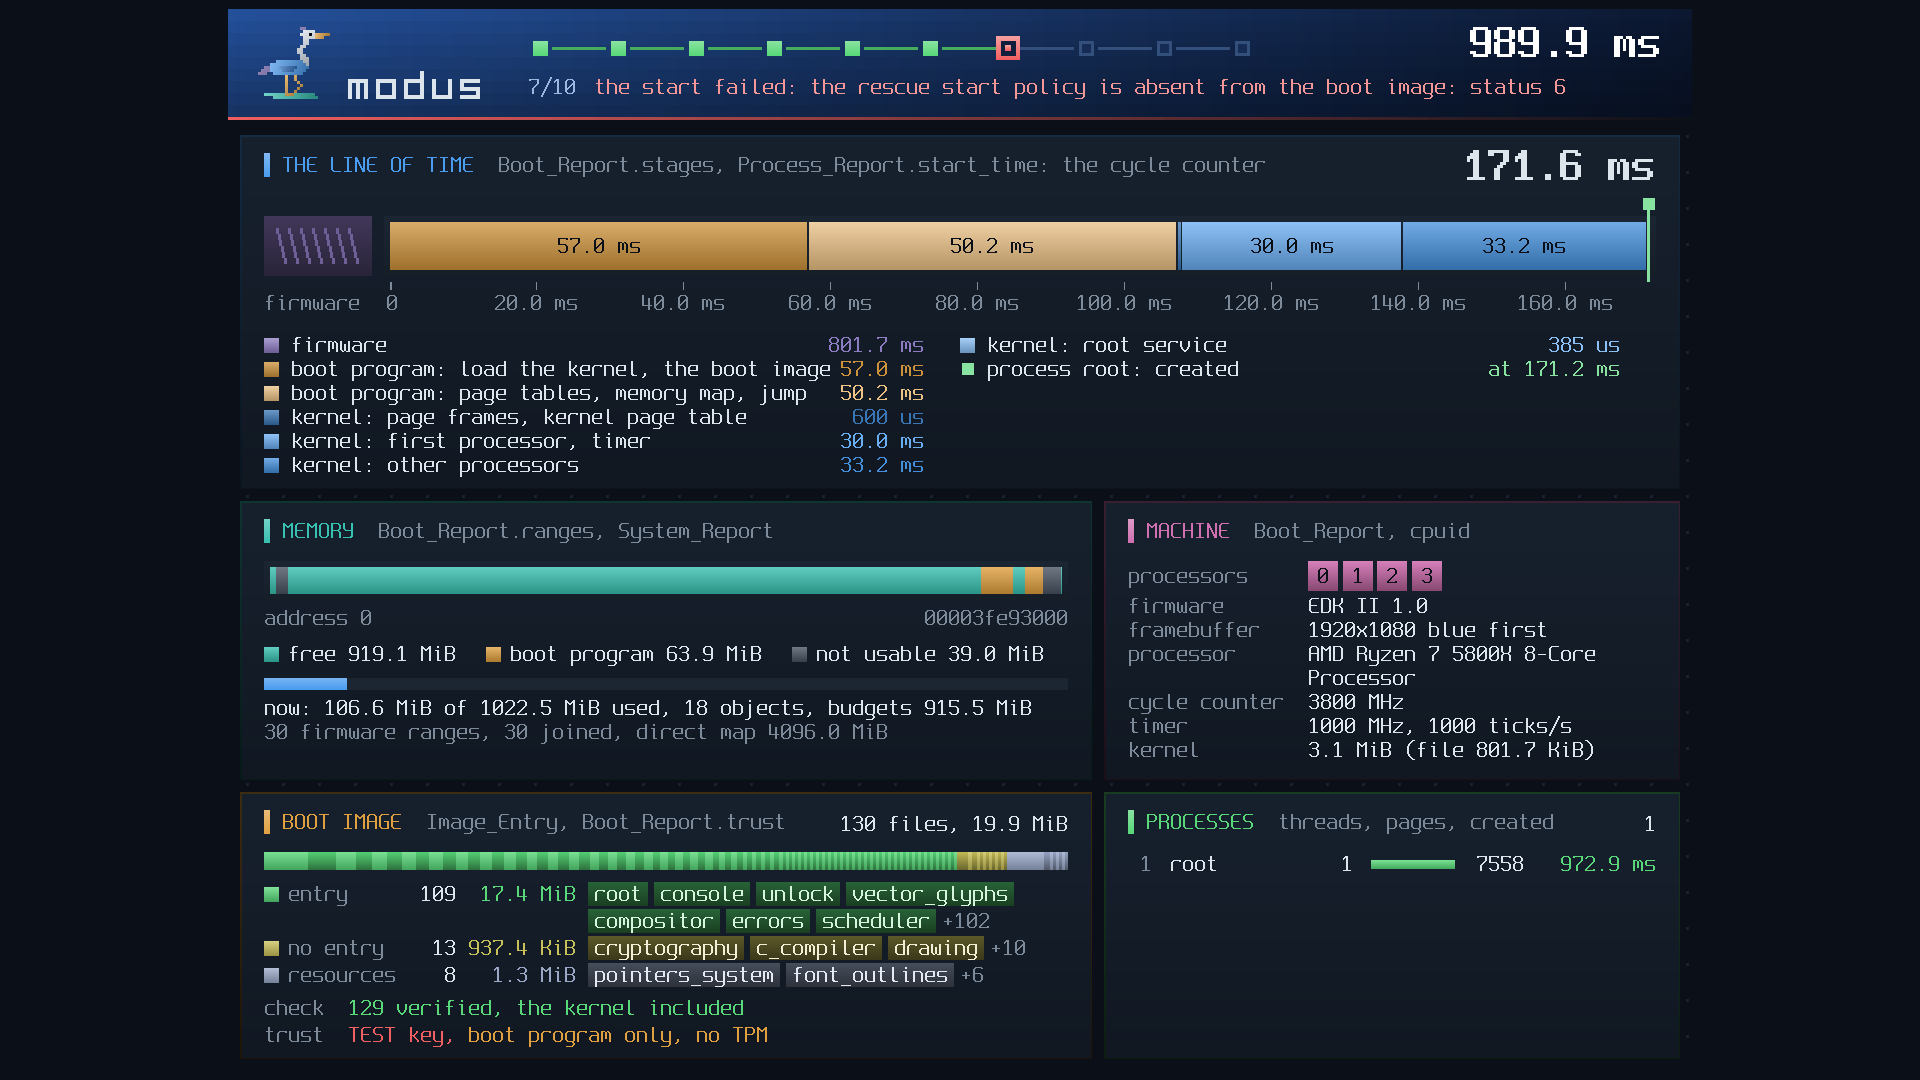 modus
989.9 ms
7/10 the start failed: the rescue start policy is absent from the boot image: status 6
THE LINE OF TIME Boot_Report.stages, Process_Report.start_time: the cycle counter 171.6 ms
57.0 ms 50.2 ms 30.0 ms 33.2 ms
firmware 0 20.0 ms 40.0 ms 60.0 ms 80.0 ms 100.0 ms 120.0 ms 140.0 ms 160.0 ms
firmware 801.7 ms kernel: root service 385 us
boot program: load the kernel, the boot image 57.0 ms process root: created at 171.2 ms
boot program: page tables, memory map, jump 50.2 ms
kernel: page frames, kernel page table 600 us
kernel: first processor, timer 30.0 ms
kernel: other processors 33.2 ms
MEMORY Boot_Report.ranges, System_Report
address 0 00003fe93000
free 919.1 MiB boot program 63.9 MiB not usable 39.0 MiB
now: 106.6 MiB of 1022.5 MiB used, 18 objects, budgets 915.5 MiB
30 firmware ranges, 30 joined, direct map 4096.0 MiB
MACHINE Boot_Report, cpuid
processors 0 1 2 3
firmware EDK II 1.0
framebuffer 1920x1080 blue first
processor AMD Ryzen 7 5800X 8-Core
Processor
cycle counter 3800 MHz
timer 1000 MHz, 1000 ticks/s
kernel 3.1 MiB (file 801.7 KiB)
BOOT IMAGE Image_Entry, Boot_Report.trust 130 files, 19.9 MiB
entry 109 17.4 MiB root console unlock vector_glyphs
compositor errors scheduler +102
no entry 13 937.4 KiB cryptography c_compiler drawing +10
resources 8 1.3 MiB pointers_system font_outlines +6
check 129 verified, the kernel included
trust TEST key, boot program only, no TPM
PROCESSES threads, pages, created 1
1 root 1 7558 972.9 ms